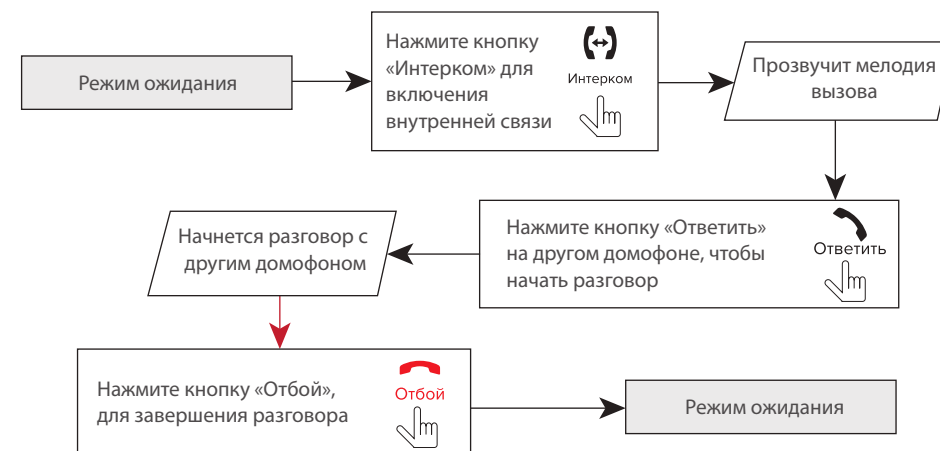 Режим ожидания
Нажмите кнопку
«Интерком» для
включения
внутренней связи
Интерком
Прозвучит мелодия
вызова
Нажмите кнопку «Ответить»
на другом домофоне, чтобы
начать разговор
Ответить
Начнется разговор с
другим домофоном
Нажмите кнопку «Отбой»,
для завершения разговора
Отбой
Режим ожидания